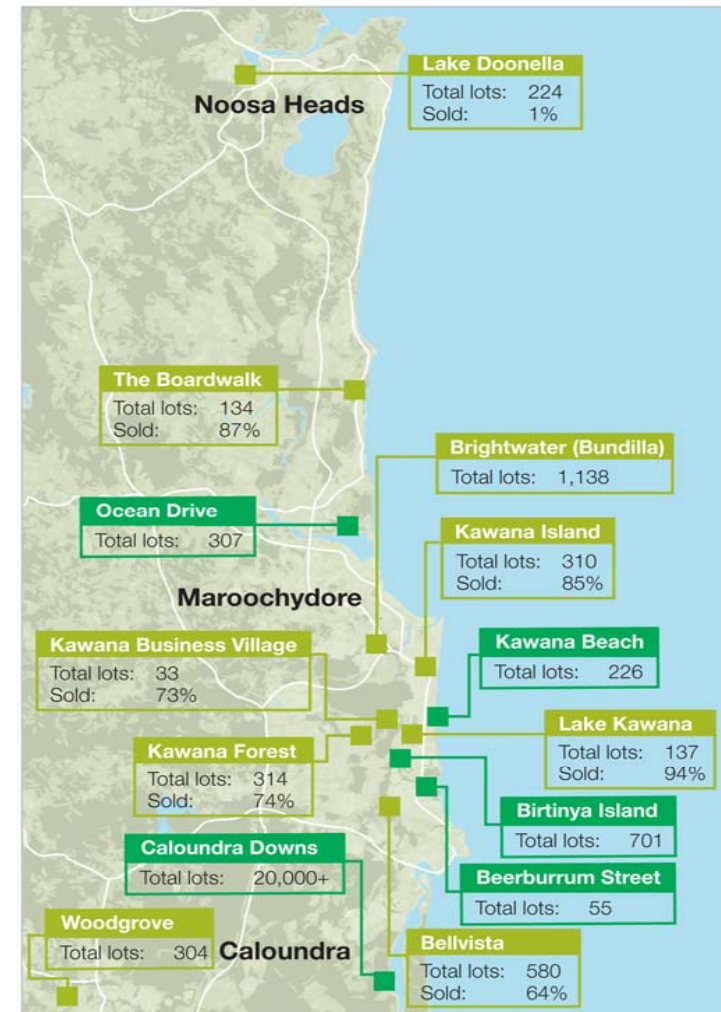 Lake Doonella
Total lots: 224
Sold: 1%
Noosa Heads
The Boardwalk
Total lots: 134
Sold: 87%
Brightwater (Bundilla)
Total lots: 1,138
Ocean Drive
Total lots: 307
Kawana Island
Total lots: 310
Sold: 85%
Maroochydore
Kawana Business Village
Total lots: 33
Sold: 73%
Kawana Beach
Total lots: 226
Lake Kawana
Total lots: 137
Sold: 94%
Kawana Forest
Total lots: 314
Sold: 74%
Birtinya Island
Total lots: 701
Caloundra Downs
Total lots: 20,000+
Beerburrum Street
Total lots: 55
Woodgrove
Total lots: 304
Caloundra
Bellvista
Total lots: 580
Sold: 64%